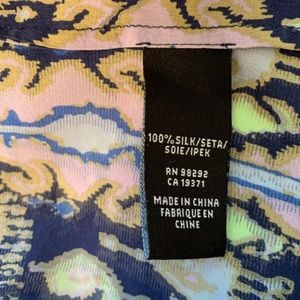 100% SILK/SETA/
SOIE/IPEK
RN 98292
CA 19371
MADE IN CHINA
FABRIQUE EN
CHINE